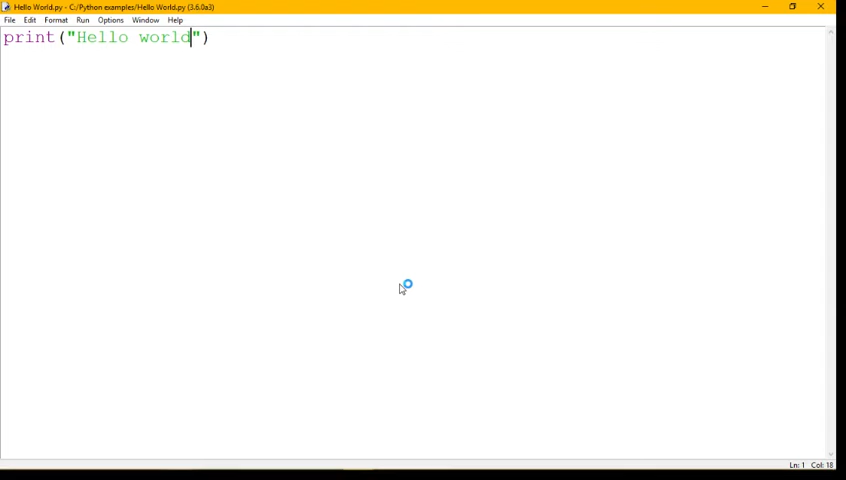 Hello World.py - C:/Python examples/Hello World.py (3.6.0a3)
File Edit Format Run Options Window Help
print("Hello world")
Ln: 1 Col: 18